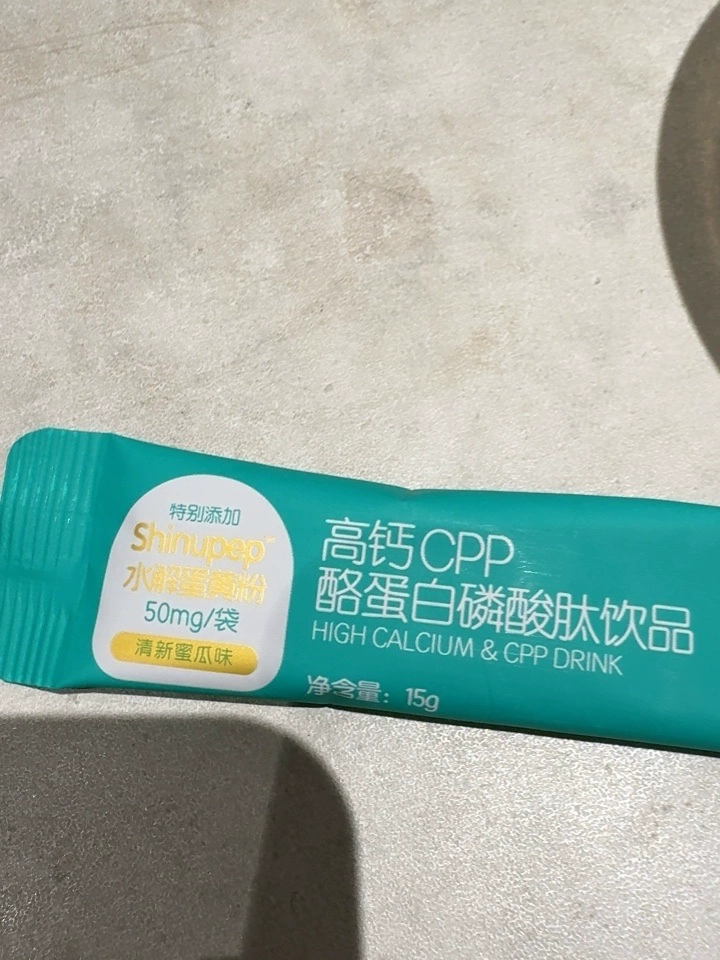 特别添加
Shinupep™
水解蛋黄粉
50mg/袋
清新蜜瓜味
高钙CPP
酪蛋白磷酸肽饮品
HIGH CALCIUM & CPP DRINK
净含量：15g